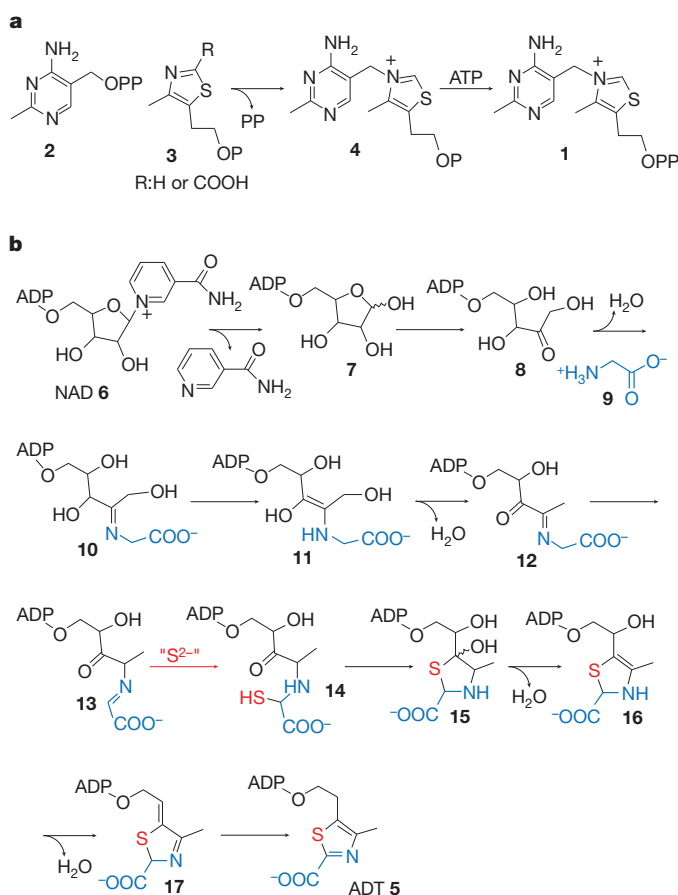 a
NH2
N
N
OPP
2
R
N
S
OP
3
R:H or COOH
PP
NH2
N
N
N
+
S
OP
4
ATP
NH2
N
N
N
+
S
OPP
1
b
ADP
O
O
N
+
O
NH2
HO
OH
NAD 6
N
O
NH2
ADP
O
O
OH
HO
OH
7
ADP
O
OH
OH
HO
O
8
H2O
+H3N
O−
O
9
ADP
O
OH
OH
HO
N
COO−
10
ADP
O
OH
OH
HO
HN
COO−
11
H2O
ADP
O
OH
O
N
COO−
12
ADP
O
OH
O
N
COO−
13
"S2−"
ADP
O
OH
O
HS
NH
COO−
14
ADP
O
OH
OH
S
NH
−OOC
15
H2O
ADP
O
OH
S
NH
−OOC
16
H2O
ADP
O
S
N
−OOC
17
ADP
O
S
N
−OOC
ADT 5